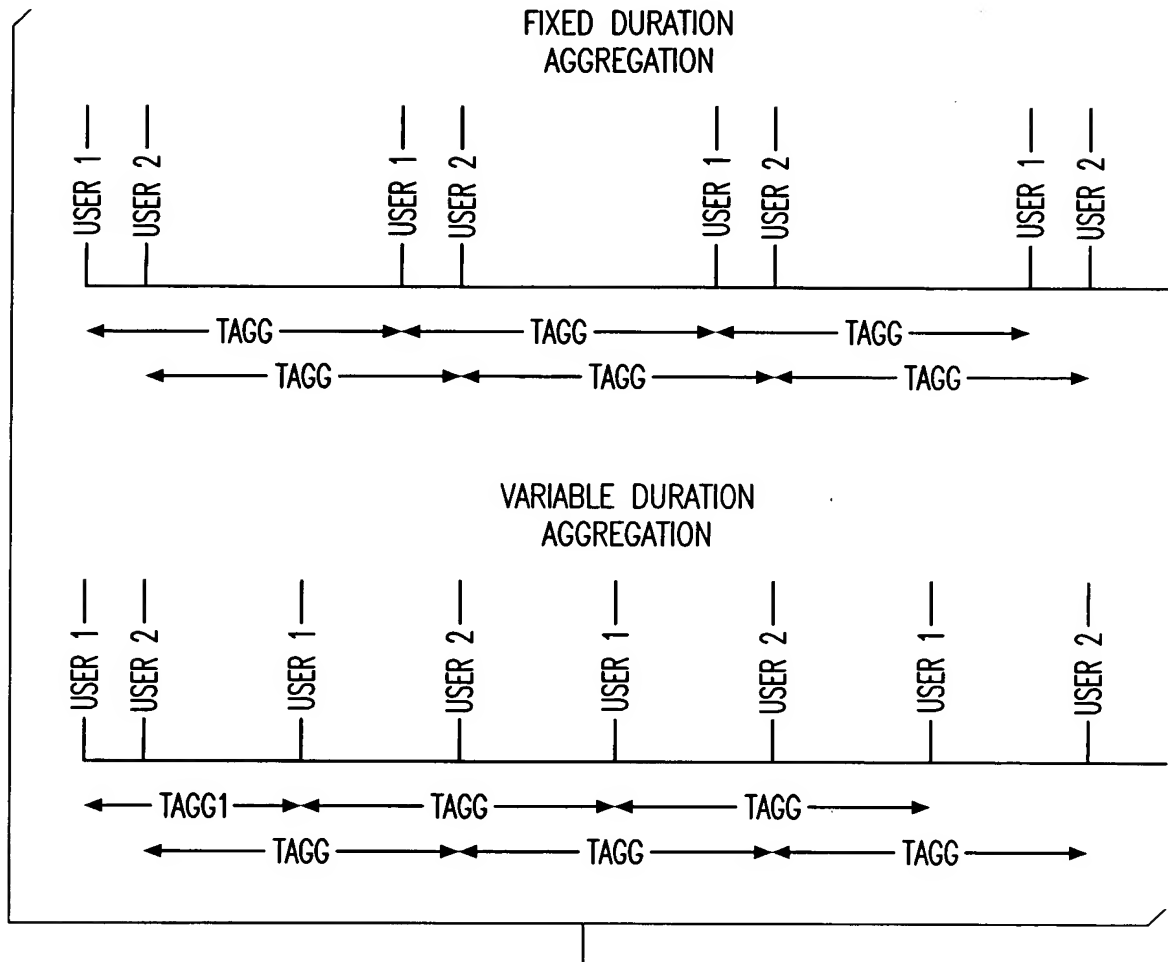 FIXED DURATION
AGGREGATION
USER 1 USER 2 USER 1 USER 2 USER 1 USER 2 USER 1 USER 2
TAGG TAGG TAGG
TAGG TAGG TAGG
VARIABLE DURATION
AGGREGATION
USER 1 USER 2 USER 1 USER 2 USER 1 USER 2 USER 1 USER 2
TAGG1 TAGG TAGG
TAGG TAGG TAGG